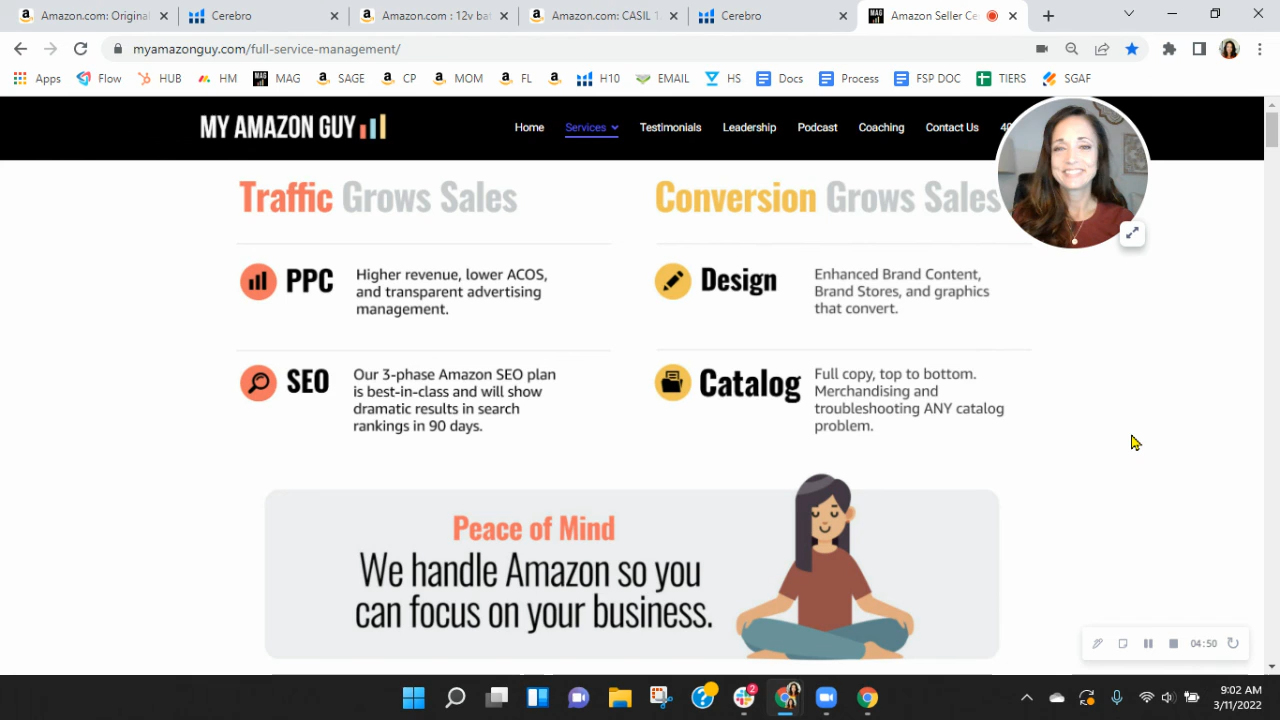 Amazon.com: Original
Cerebro
Amazon.com : 12v bat
Amazon.com: CASIL T
Cerebro
MAG
Amazon Seller Ce
myamazonguy.com/full-service-management/
Apps
Flow
HUB
HM
MAG
SAGE
CP
MOM
FL
H10
EMAIL
HS
Docs
Process
FSP DOC
TIERS
SGAF
MY AMAZON GUY
Home
Services
Testimonials
Leadership
Podcast
Coaching
Contact Us
Traffic Grows Sales
Conversion Grows Sales
PPC
Higher revenue, lower ACOS,
and transparent advertising
management.
Design
Enhanced Brand Content,
Brand Stores, and graphics
that convert.
SEO
Our 3-phase Amazon SEO plan
is best-in-class and will show
dramatic results in search
rankings in 90 days.
Catalog
Full copy, top to bottom.
Merchandising and
troubleshooting ANY catalog
problem.
Peace of Mind
We handle Amazon so you
can focus on your business.
04:50
2
9:02 AM
3/11/2022